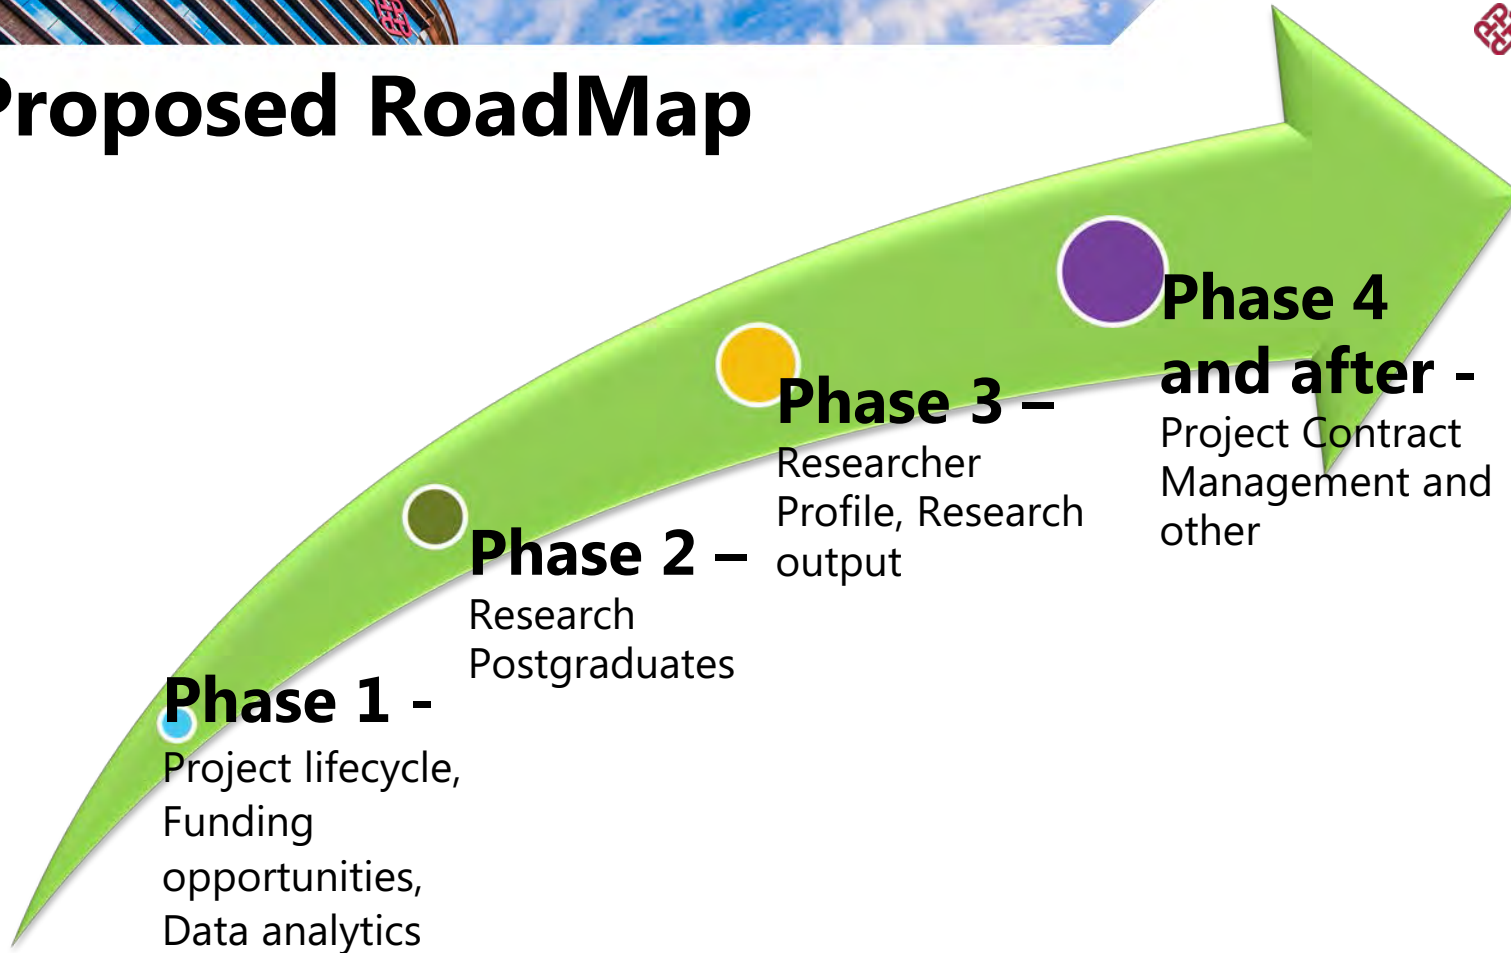 Proposed RoadMap
Phase 1 -
Project lifecycle,
Funding
opportunities,
Data analytics
Phase 2 –
Research
Postgraduates
Phase 3 –
Researcher
Profile, Research
output
Phase 4
and after -
Project Contract
Management and
other